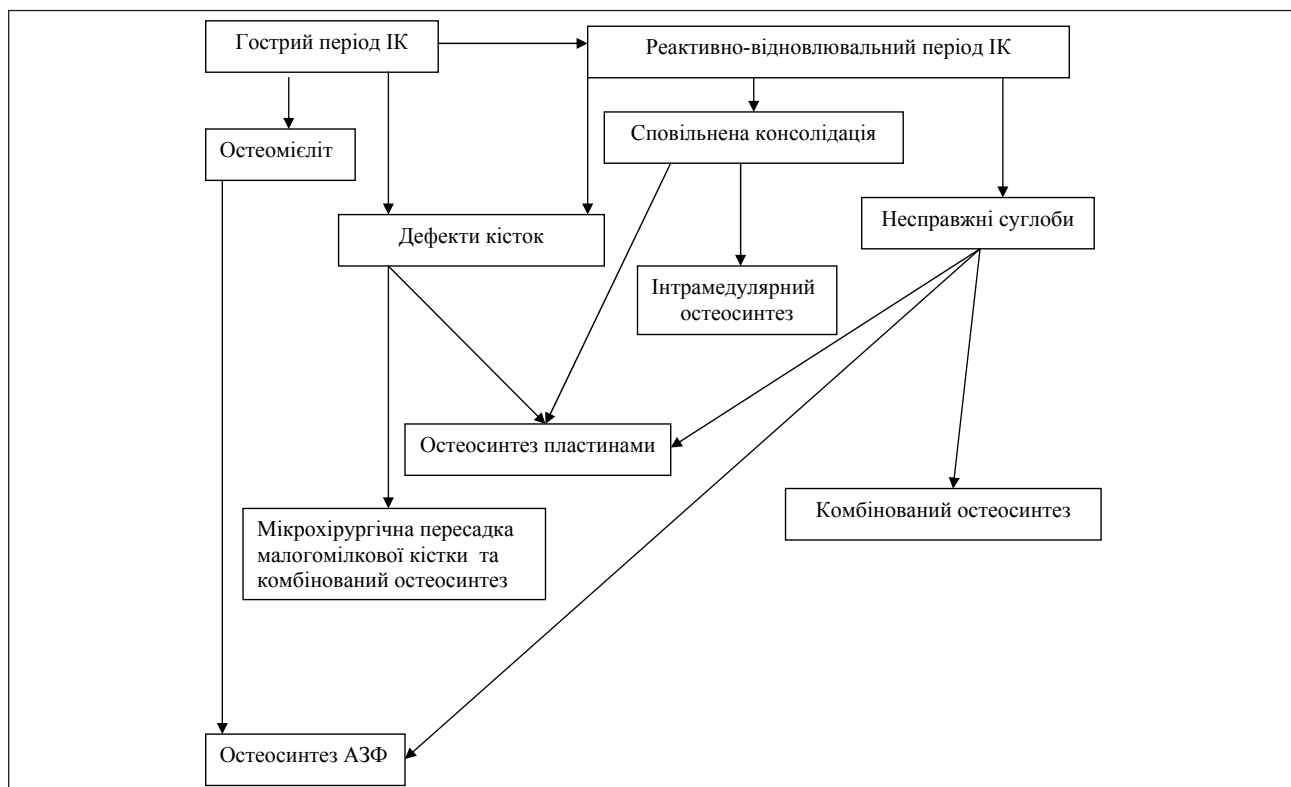 Гострий період ІК
Реактивно-відновлювальний період ІК
Сповільнена консолідація
Остеомієліт
Несправжні суглоби
Дефекти кісток
Інтрамедулярний
остеосинтез
Остеосинтез пластинами
Комбінований остеосинтез
Мікрохірургічна пересадка
малогомілкової кістки та
комбінований остеосинтез
Остеосинтез АЗФ